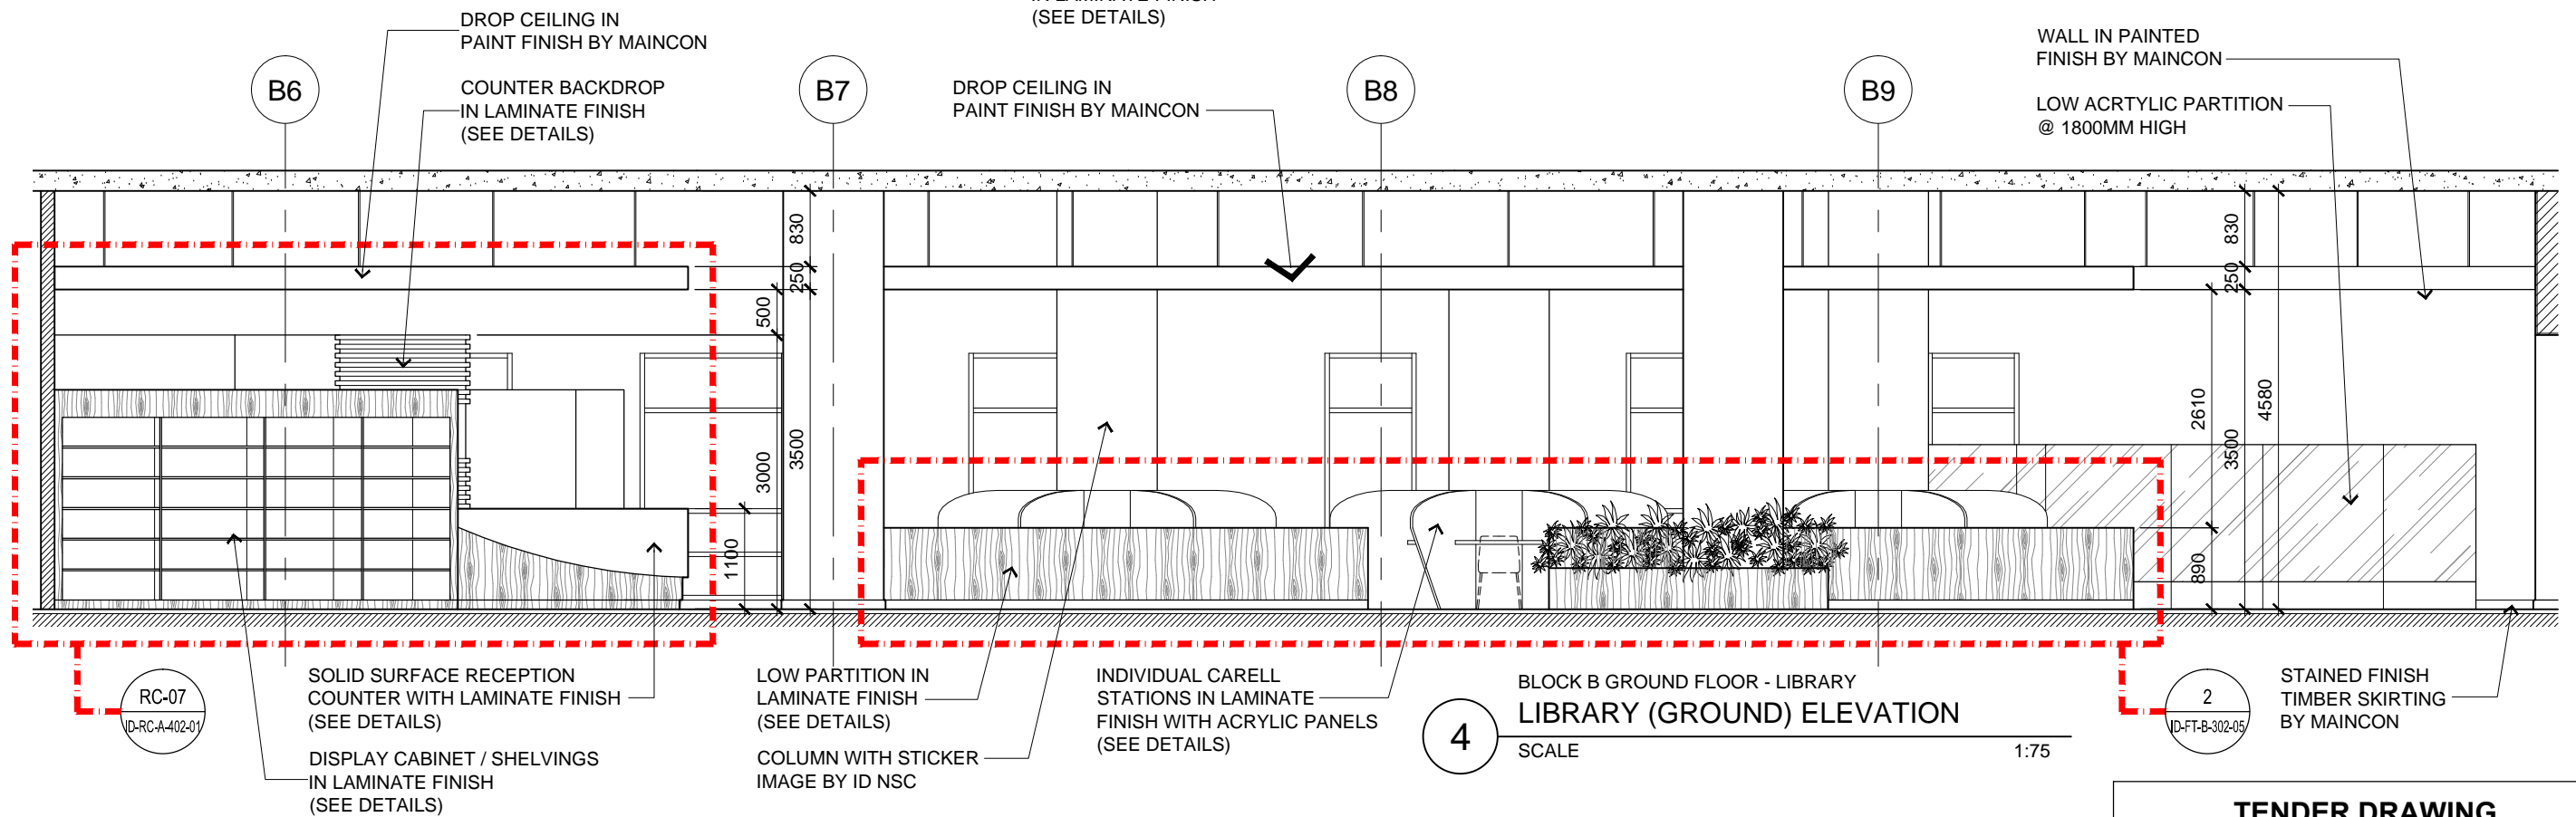 DROP CEILING IN
PAINT FINISH BY MAINCON
COUNTER BACKDROP
IN LAMINATE FINISH
(SEE DETAILS)
IN LAMINATE FINISH
(SEE DETAILS)
DROP CEILING IN
PAINT FINISH BY MAINCON
WALL IN PAINTED
FINISH BY MAINCON
LOW ACRTYLIC PARTITION
@ 1800MM HIGH
B6
B7
B8
B9
830
250
500
3000
3500
1100
830
250
2610
3500
4580
890
RC-07
ID-RC-A-402-01
SOLID SURFACE RECEPTION
COUNTER WITH LAMINATE FINISH
(SEE DETAILS)
DISPLAY CABINET / SHELVINGS
IN LAMINATE FINISH
(SEE DETAILS)
LOW PARTITION IN
LAMINATE FINISH
(SEE DETAILS)
COLUMN WITH STICKER
IMAGE BY ID NSC
INDIVIDUAL CARELL
STATIONS IN LAMINATE
FINISH WITH ACRYLIC PANELS
(SEE DETAILS)
4
BLOCK B GROUND FLOOR - LIBRARY
LIBRARY (GROUND) ELEVATION
SCALE 1:75
2
ID-FT-B-302-05
STAINED FINISH
TIMBER SKIRTING
BY MAINCON
TENDER DRAWING